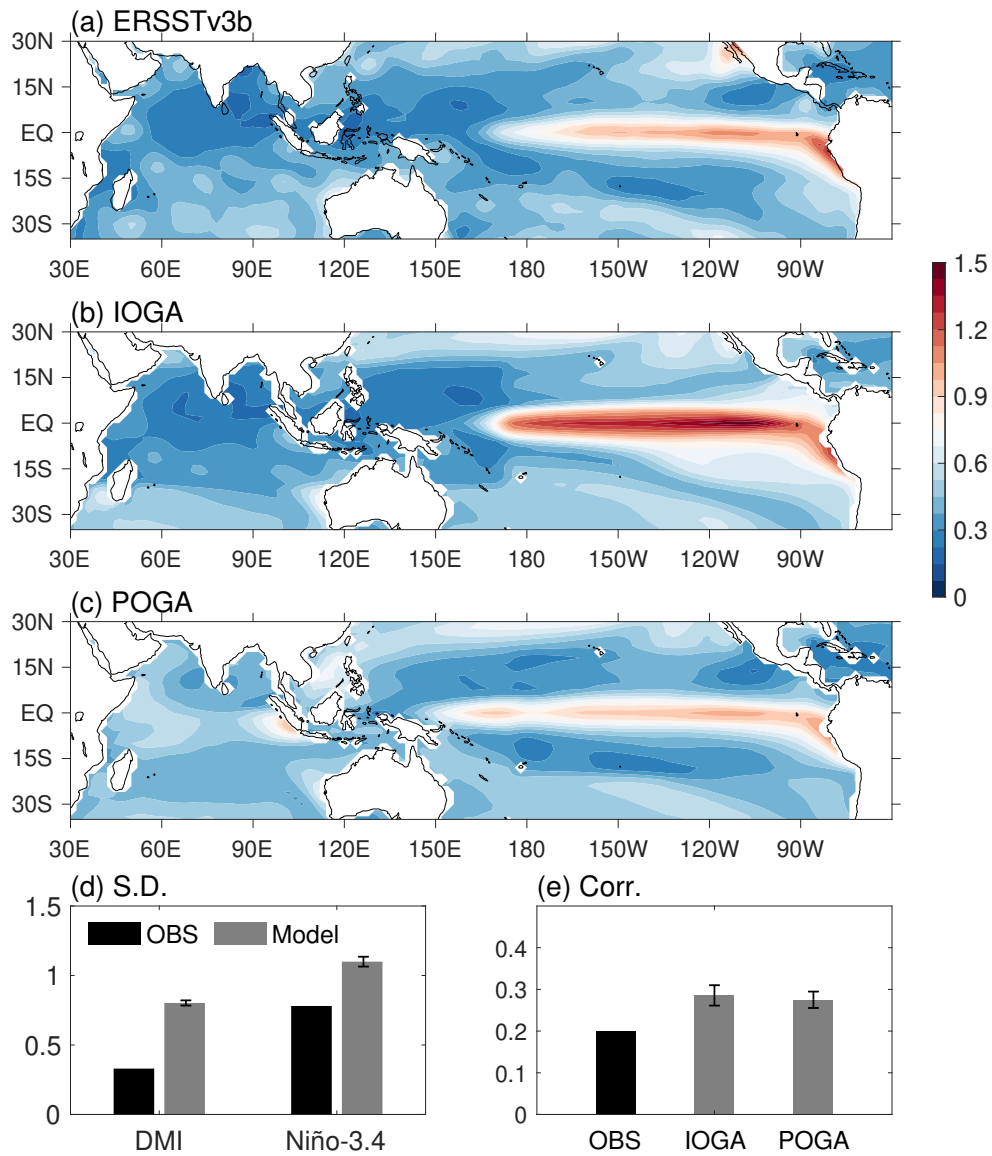 (a) ERSSTv3b
30N
15N
EQ
15S
30S
30E 60E 90E 120E 150E 180 150W 120W 90W
(b) IOGA
30N
15N
EQ
15S
30S
30E 60E 90E 120E 150E 180 150W 120W 90W
1.5
1.2
0.9
0.6
0.3
0
(c) POGA
30N
15N
EQ
15S
30S
30E 60E 90E 120E 150E 180 150W 120W 90W
(d) S.D.
1.5
1
0.5
0
OBS Model
DMI Niño-3.4
(e) Corr.
0.4
0.3
0.2
0.1
0
OBS IOGA POGA